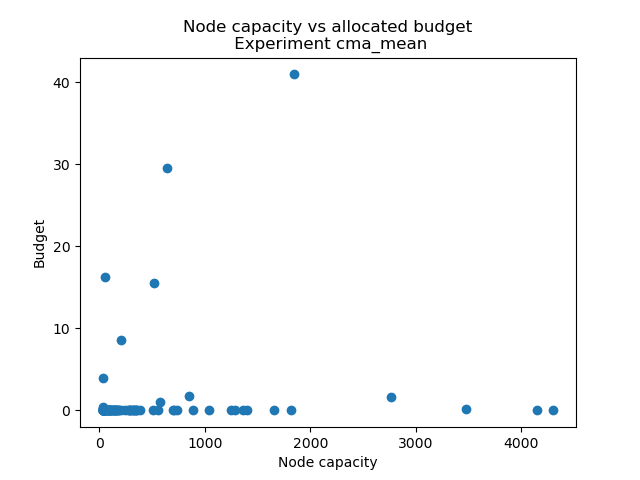 Node capacity vs allocated budget
Experiment cma_mean
40
30
20
10
0
Budget
0 1000 2000 3000 4000
Node capacity